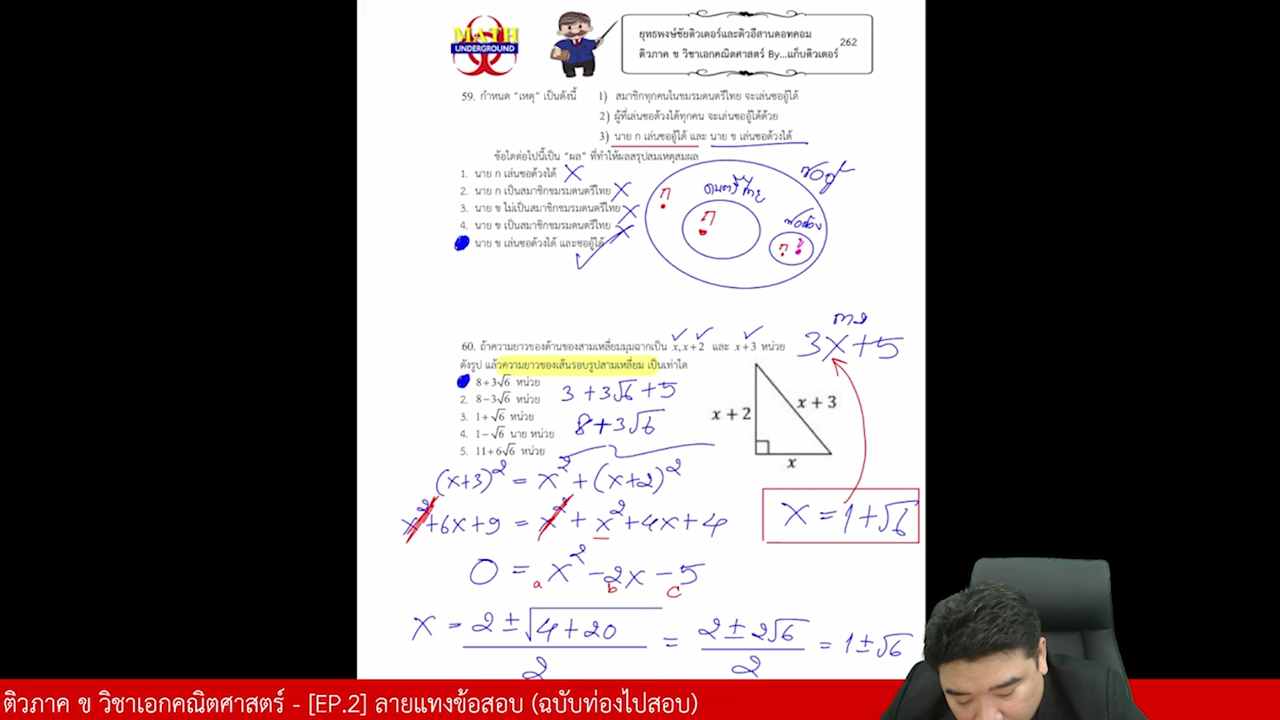 MATH
UNDERGROUND
ยุทธพงษ์ชัยติวเตอร์และติวอีสานดอทคอม
ติวภาค ข วิชาเอกคณิตศาสตร์ By...แก็บติวเตอร์
262
59. กำหนด "เหตุ" เป็นดังนี้ 1) สมาชิกทุกคนในชมรมดนตรีไทย จะเล่นซออู้ได้
2) ผู้ที่เล่นซอด้วงได้ทุกคน จะเล่นซออู้ได้ด้วย
3) นาย ก เล่นซออู้ได้ และ นาย ข เล่นซอด้วงได้
ข้อใดต่อไปนี้เป็น "ผล" ที่ทำให้ผลสรุปสมเหตุสมผล
1. นาย ก เล่นซอด้วงได้
2. นาย ก เป็นสมาชิกชมรมดนตรีไทย
3. นาย ข ไม่เป็นสมาชิกชมรมดนตรีไทย
4. นาย ข เป็นสมาชิกชมรมดนตรีไทย
นาย ข เล่นซอด้วงได้ และซออู้ได้
ซออู้
ดนตรีไทย
ซอด้วง
ก
ก
ก ข
60. ถ้าความยาวของด้านของสามเหลี่ยมมุมฉากเป็น x, x+2 และ x+3 หน่วย
ดังรูป แล้วความยาวของเส้นรอบรูปสามเหลี่ยม เป็นเท่าใด
8+3√6 หน่วย
2. 8−3√6 หน่วย
3. 1+√6 หน่วย
4. 1−√6 นาย หน่วย
5. 11+6√6 หน่วย
3x+5
3+3√6+5
8+3√6
x + 2
x + 3
x
(x+3)² = x² + (x+2)²
x²+6x+9 = x² + x²+4x+4
x = 1+√6
0 = x² −2x −5
a b c
x = 2 ± √4+20 / 2 = 2 ± 2√6 / 2 = 1±√6
ติวภาค ข วิชาเอกคณิตศาสตร์ - [EP.2] ลายแทงข้อสอบ (ฉบับท่องไปสอบ)